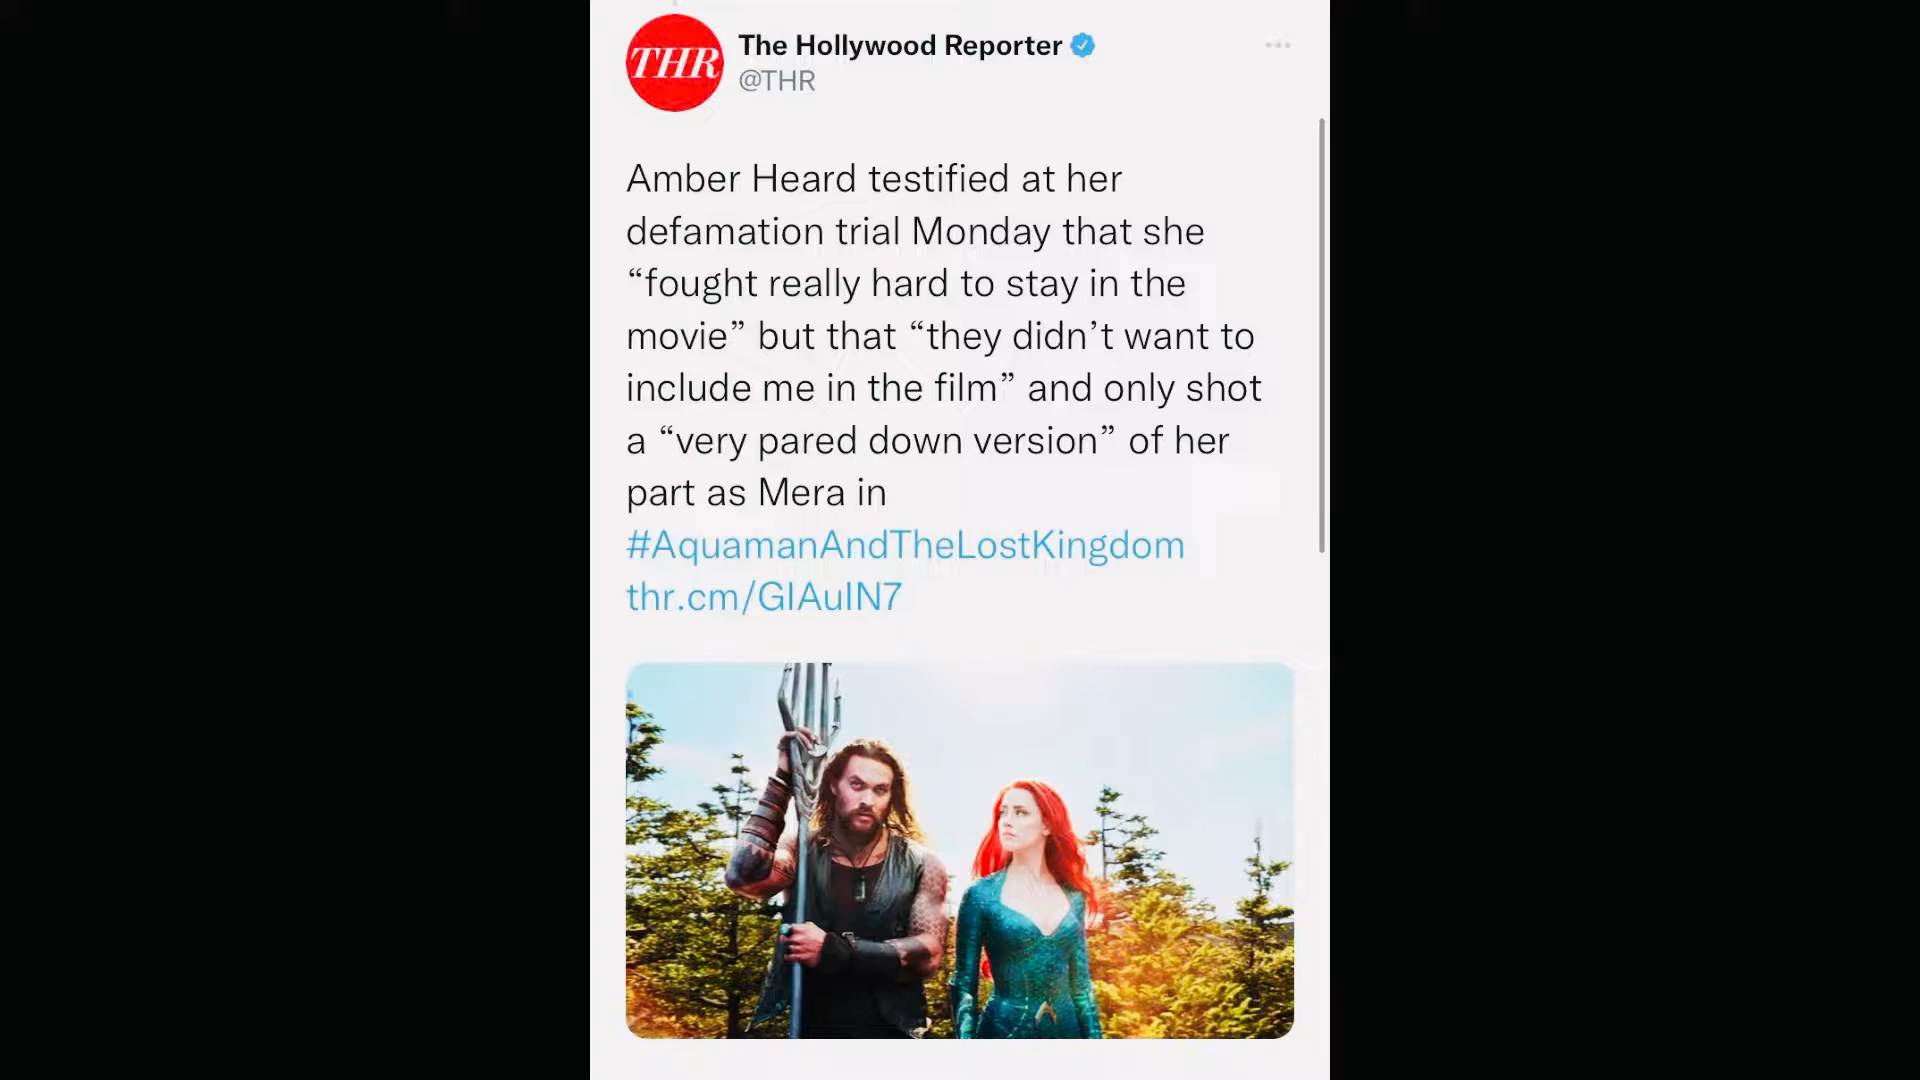 THR
The Hollywood Reporter
@THR
Amber Heard testified at her
defamation trial Monday that she
“fought really hard to stay in the
movie” but that “they didn’t want to
include me in the film” and only shot
a “very pared down version” of her
part as Mera in
#AquamanAndTheLostKingdom
thr.cm/GIAuIN7